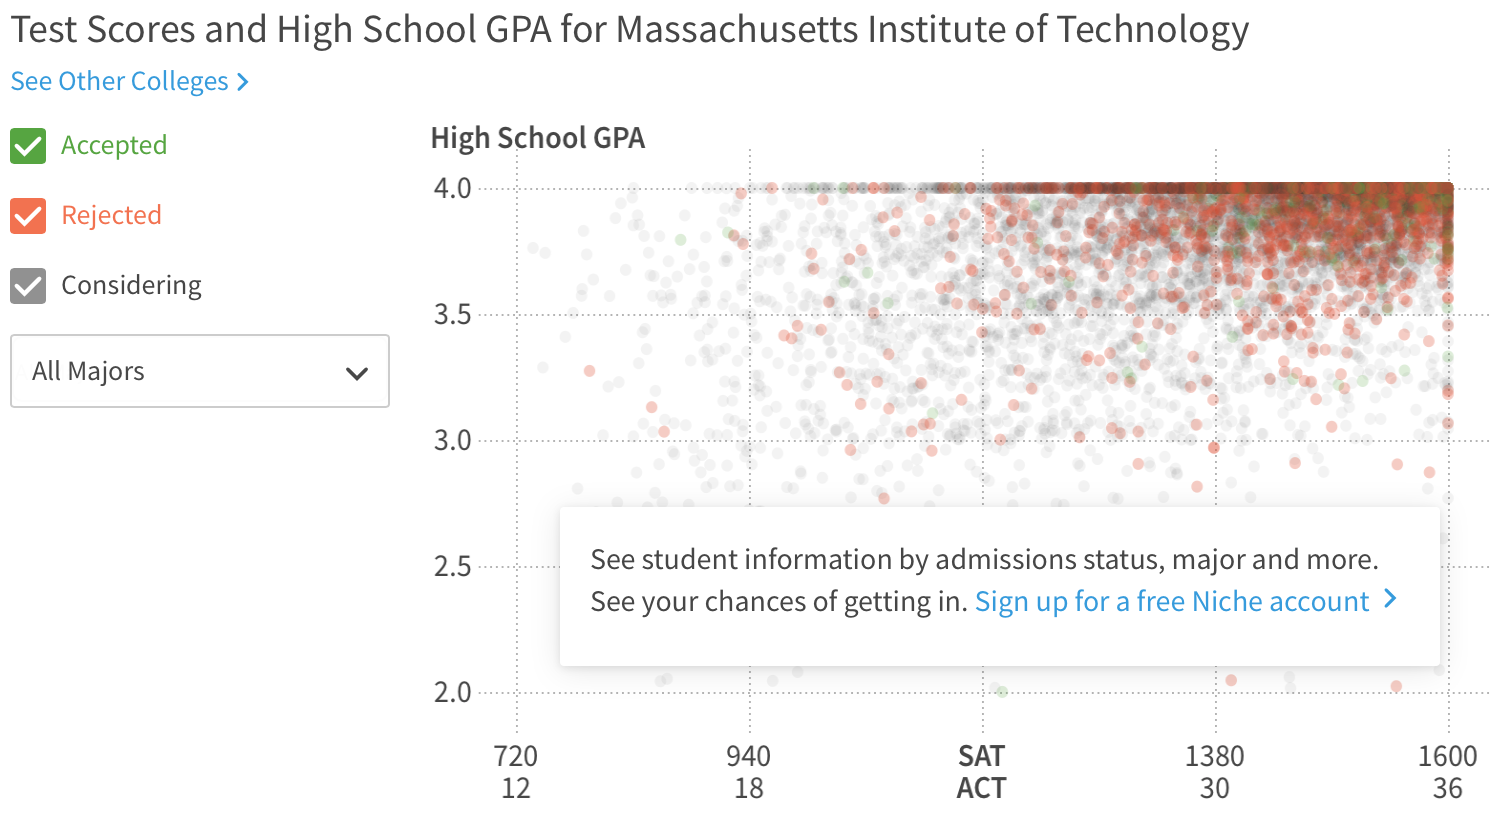 Test Scores and High School GPA for Massachusetts Institute of Technology
See Other Colleges
Accepted
Rejected
Considering
All Majors
High School GPA
4.0
3.5
3.0
2.5
2.0
See student information by admissions status, major and more.
See your chances of getting in. Sign up for a free Niche account
720 940 SAT 1380 1600
12 18 ACT 30 36